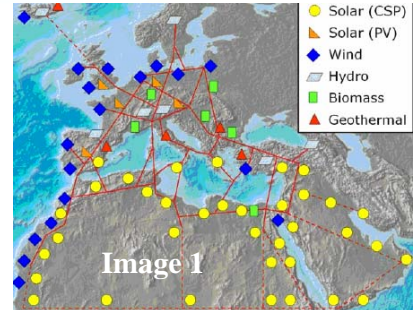 Solar (CSP)
Solar (PV)
Wind
Hydro
Biomass
Geothermal
Image 1